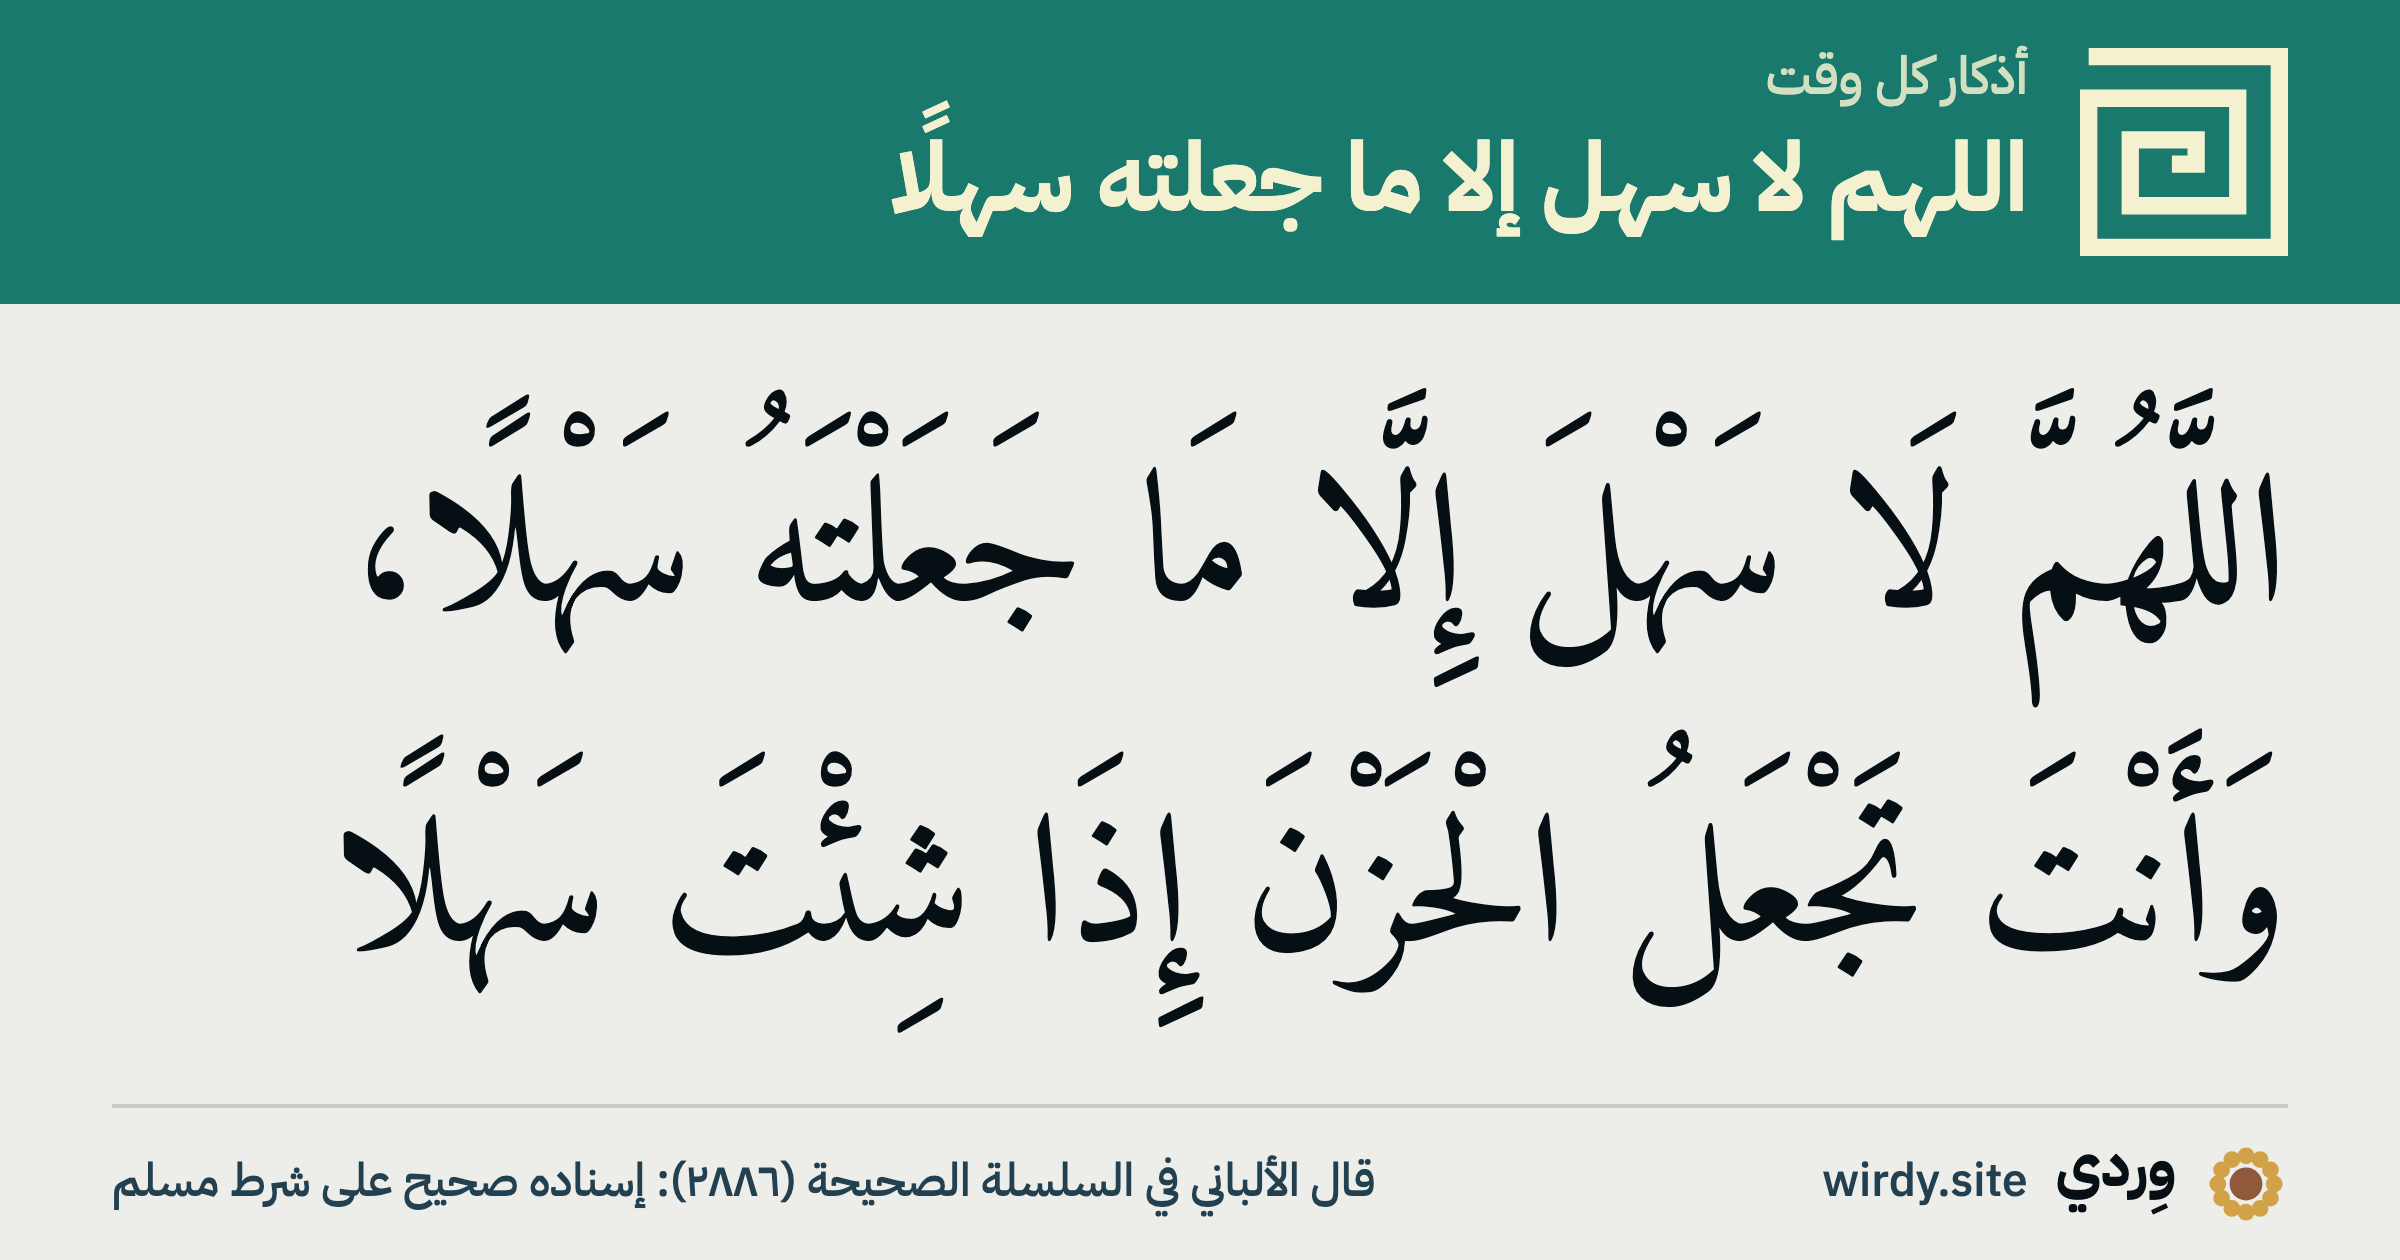 أذكار كل وقت
اللهم لا سهل إلا ما جعلته سهلًا
اللَّهُمَّ لَا سَهْلَ إِلَّا مَا جَعَلْتَهُ سَهْلًا،
وَأَنْتَ تَجْعَلُ الْحَزْنَ إِذَا شِئْتَ سَهْلًا
وِردي wirdy.site
قال الألباني في السلسلة الصحيحة (٢٨٨٦): إسناده صحيح على شرط مسلم